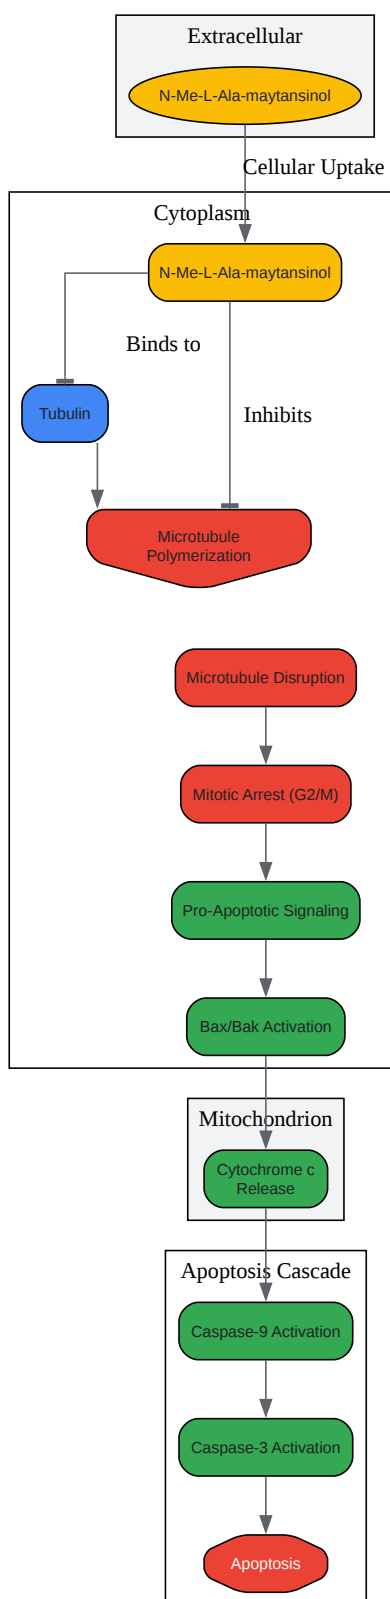 Extracellular
N-Me-L-Ala-maytansinol
Cellular Uptake
Cytoplasm
N-Me-L-Ala-maytansinol
Binds to
Tubulin
Inhibits
Microtubule
Polymerization
Microtubule Disruption
Mitotic Arrest (G2/M)
Pro-Apoptotic Signaling
Bax/Bak Activation
Mitochondrion
Cytochrome c
Release
Apoptosis Cascade
Caspase-9 Activation
Caspase-3 Activation
Apoptosis